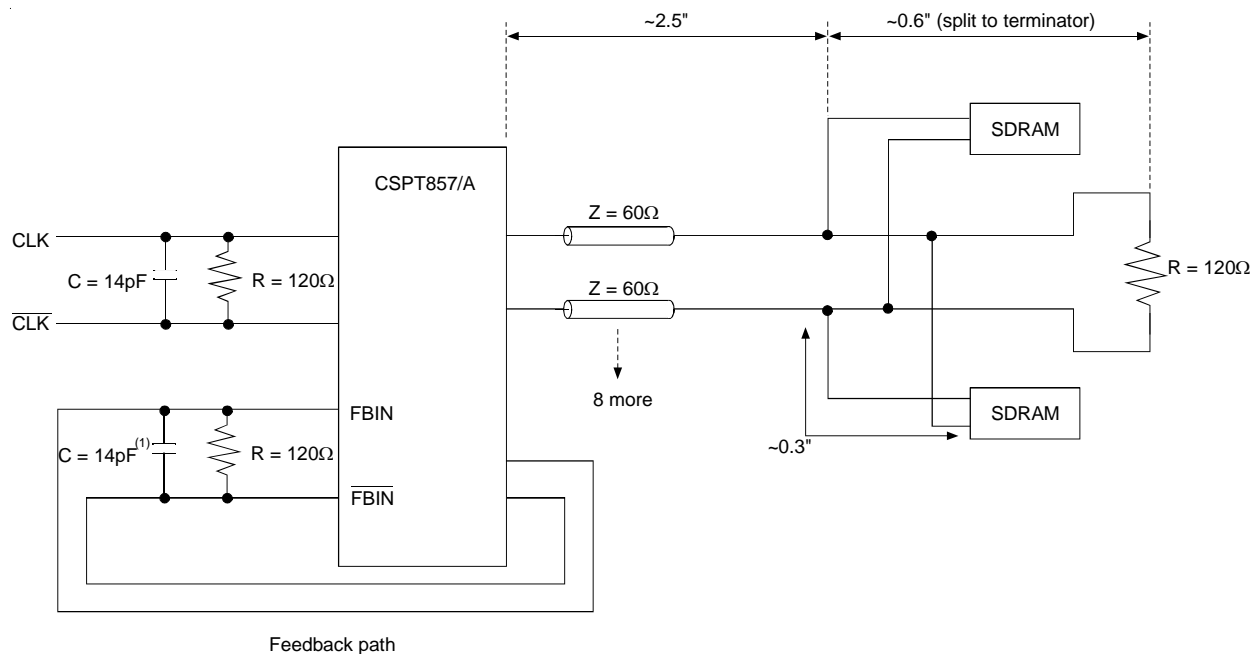 ~2.5"
~0.6" (split to terminator)
SDRAM
CSPT857/A
Z = 60Ω
CLK
C = 14pF
R = 120Ω
R = 120Ω
CLK
Z = 60Ω
8 more
SDRAM
FBIN
~0.3"
C = 14pF(1)
R = 120Ω
FBIN
Feedback path